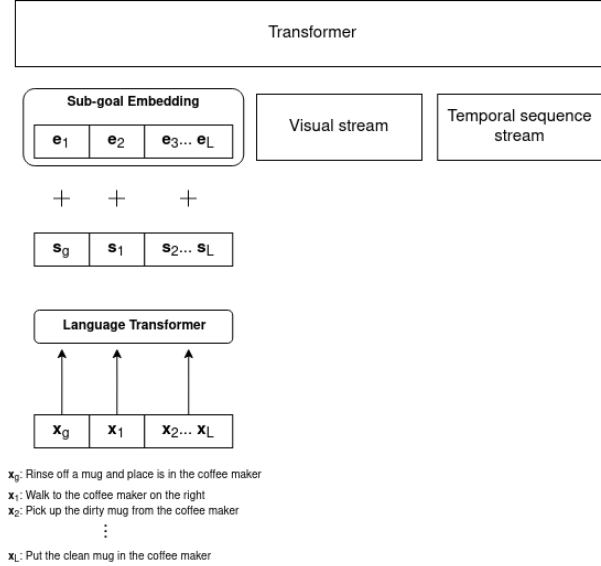 Transformer
Sub-goal Embedding
e1 e2 e3... eL
Visual stream
Temporal sequence
stream
+ + +
sg s1 s2... sL
Language Transformer
xg x1 x2... xL
xg: Rinse off a mug and place is in the coffee maker
x1: Walk to the coffee maker on the right
x2: Pick up the dirty mug from the coffee maker
⋮
xL: Put the clean mug in the coffee maker